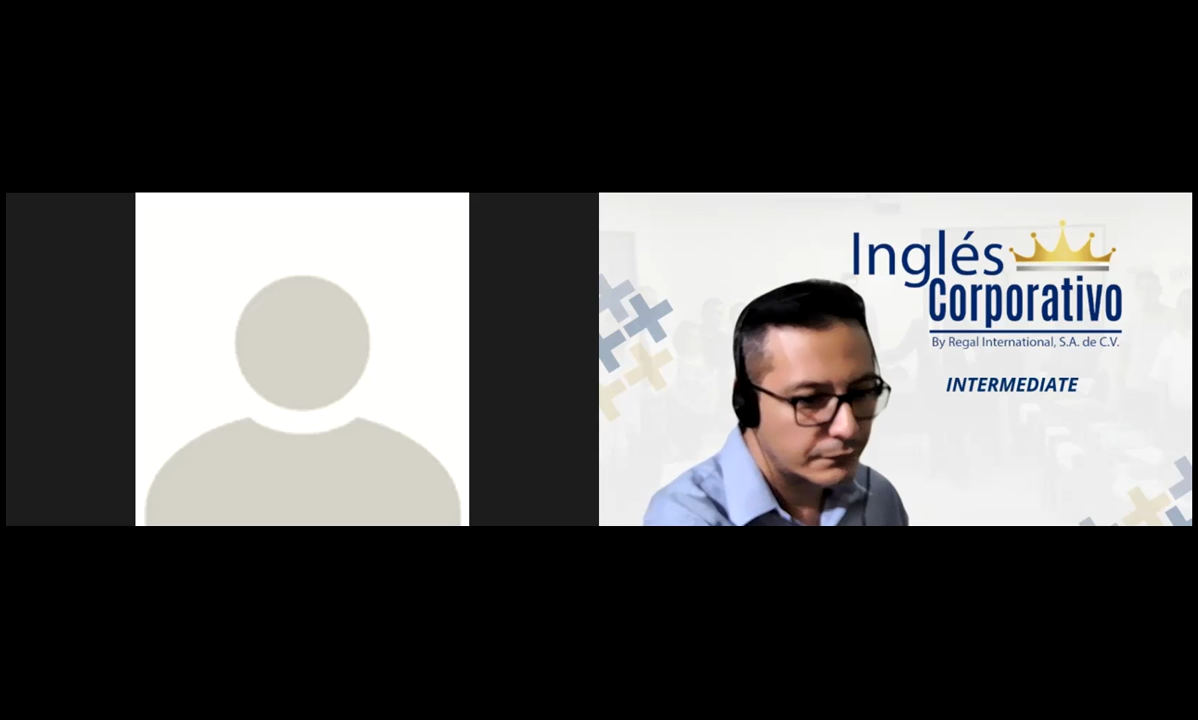 Inglés
Corporativo
By Regal International, S.A. de C.V.
INTERMEDIATE